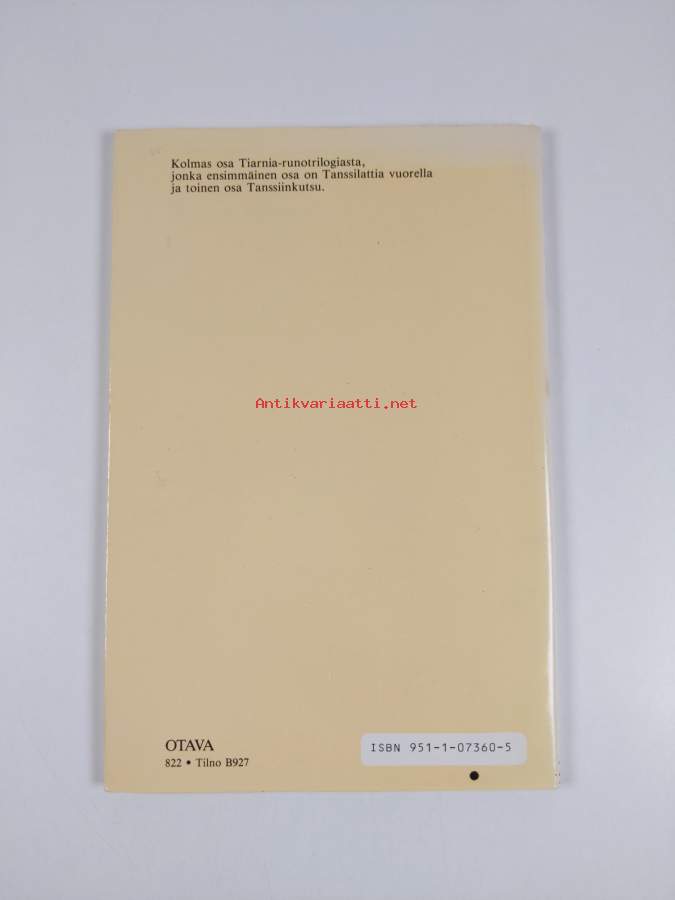 Kolmas osa Tiarnia-runotrilogiasta,
jonka ensimmäinen osa on Tanssilattia vuorella
ja toinen osa Tanssiinkutsu.
Antikvariaatti.net
OTAVA
822 • Tilno B927
ISBN 951-1-07360-5